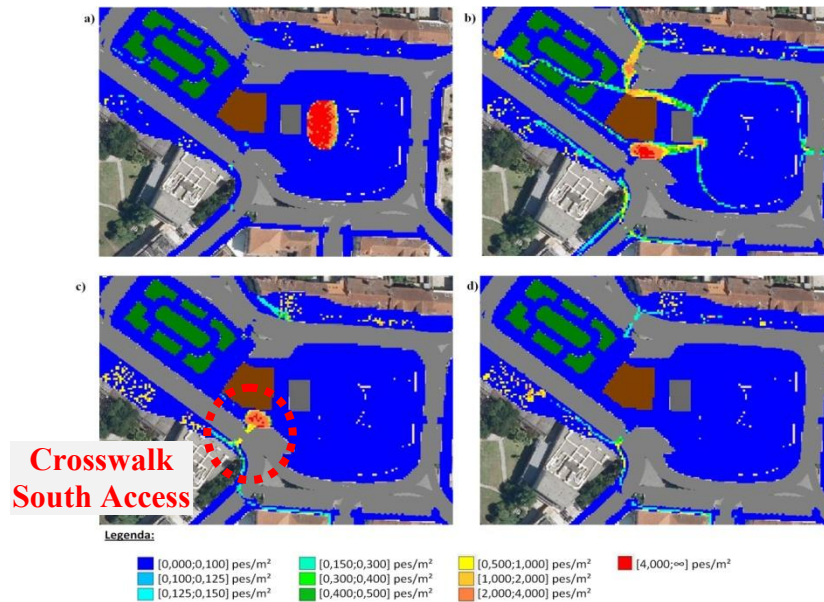 a)
b)
c)
d)
Crosswalk
South Access
Legenda:
[0,000;0,100] pes/m²
[0,150;0,300] pes/m²
[0,500;1,000] pes/m²
[4,000;∞] pes/m²
[0,100;0,125] pes/m²
[0,300;0,400] pes/m²
[1,000;2,000] pes/m²
[0,125;0,150] pes/m²
[0,400;0,500] pes/m²
[2,000;4,000] pes/m²